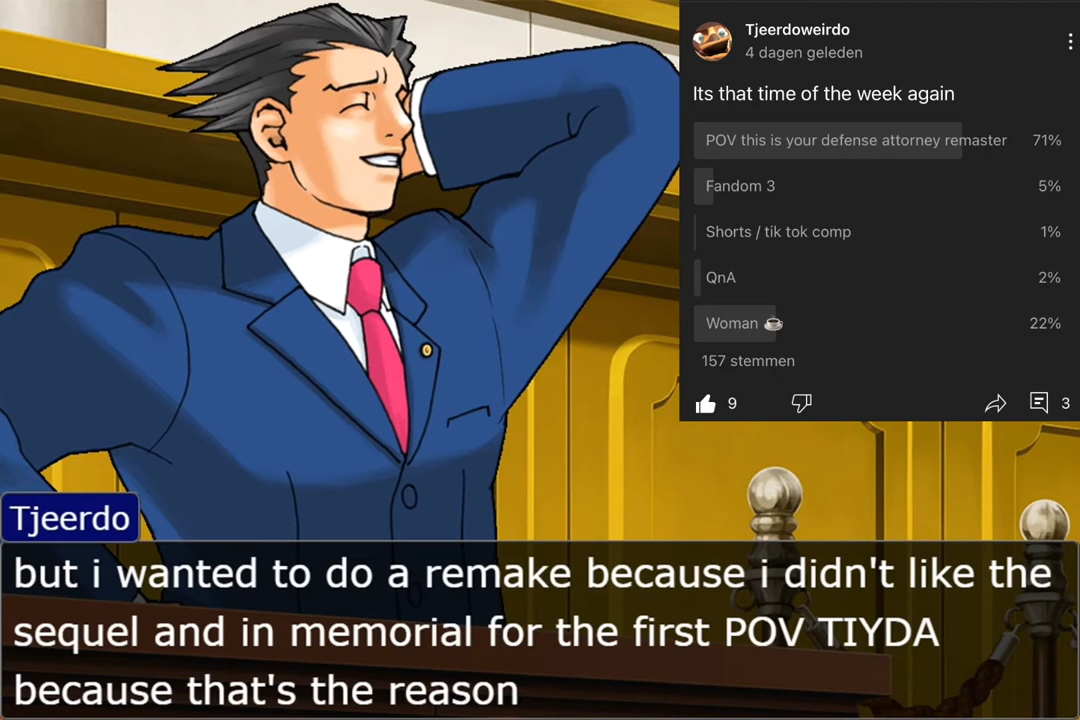 Tjeerdoweirdo
4 dagen geleden
Its that time of the week again
POV this is your defense attorney remaster 71%
Fandom 3 5%
Shorts / tik tok comp 1%
QnA 2%
Woman ☕ 22%
157 stemmen
9 3
Tjeerdo
but i wanted to do a remake because i didn't like the
sequel and in memorial for the first POV TIYDA
because that's the reason